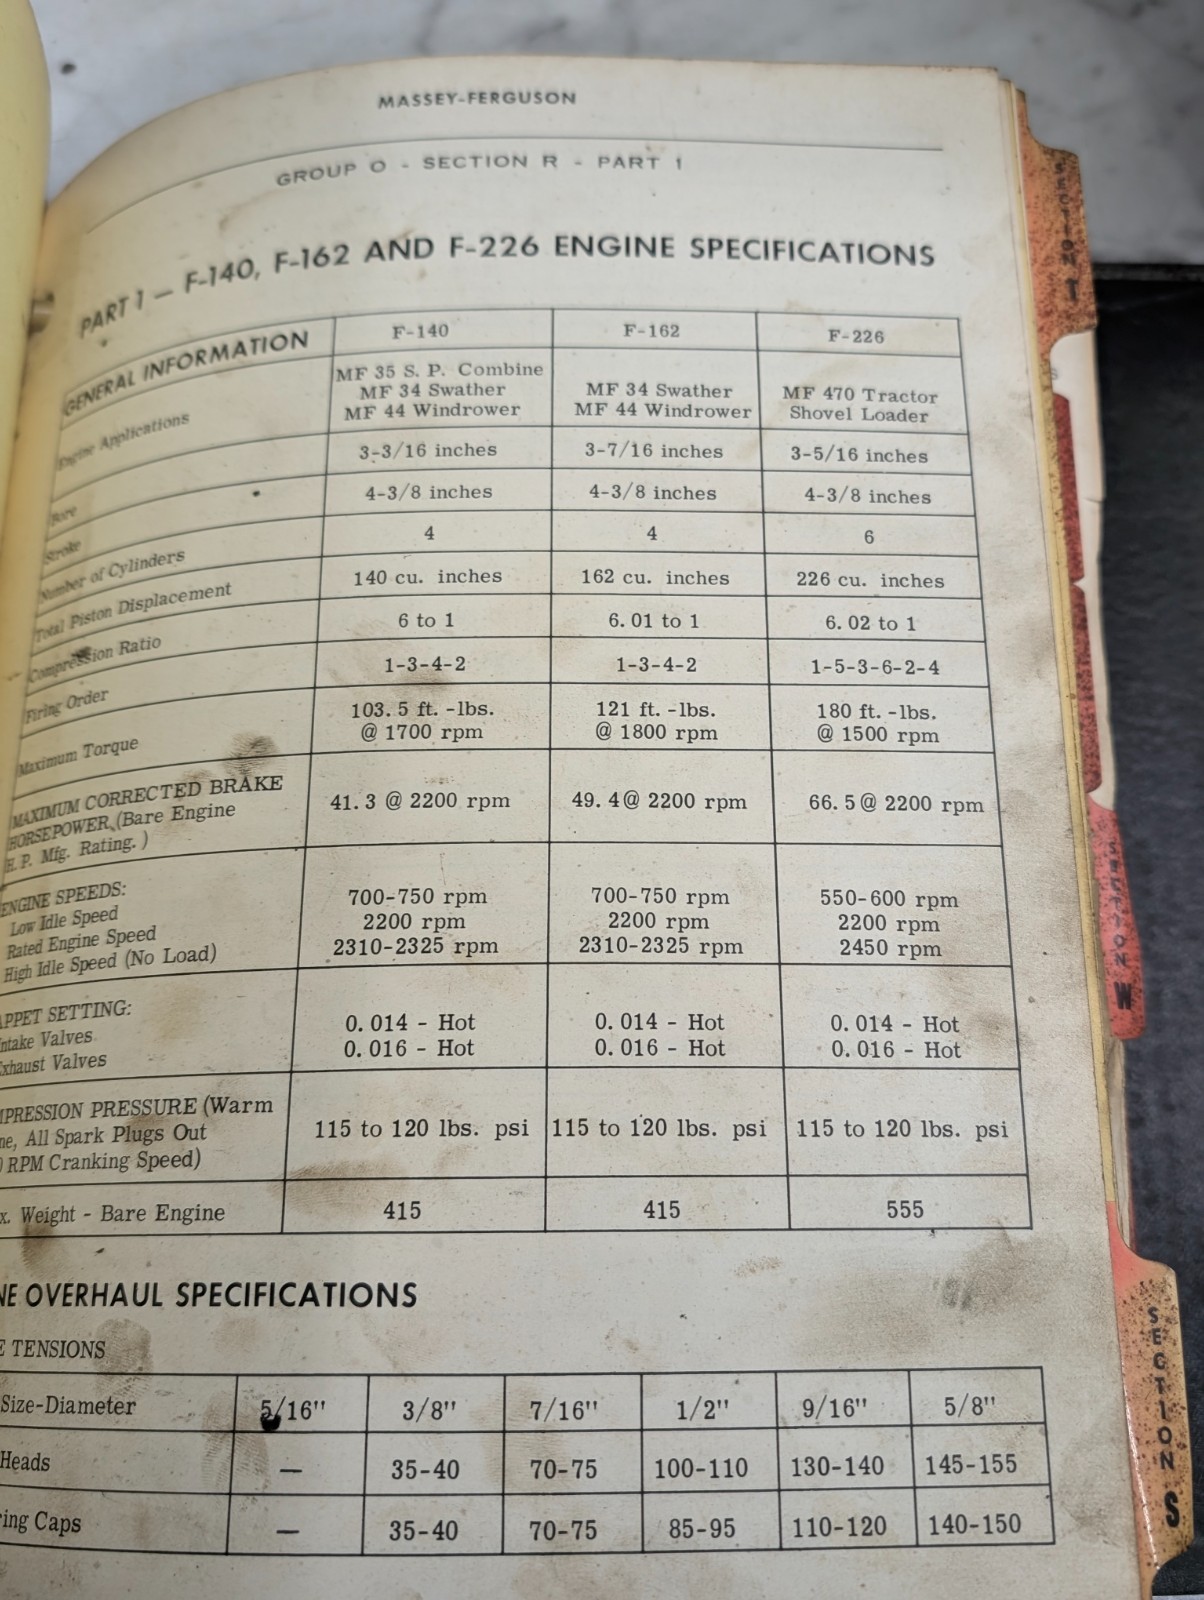 MASSEY-FERGUSON
GROUP O - SECTION R - PART 1
PART 1 — F-140, F-162 AND F-226 ENGINE SPECIFICATIONS
GENERAL INFORMATION F-140 F-162 F-226
Engine Applications
MF 35 S. P. Combine
MF 34 Swather
MF 44 Windrower
MF 34 Swather
MF 44 Windrower
MF 470 Tractor
Shovel Loader
Bore 3-3/16 inches 3-7/16 inches 3-5/16 inches
Stroke 4-3/8 inches 4-3/8 inches 4-3/8 inches
Number of Cylinders 4 4 6
Total Piston Displacement 140 cu. inches 162 cu. inches 226 cu. inches
Compression Ratio 6 to 1 6.01 to 1 6.02 to 1
Firing Order 1-3-4-2 1-3-4-2 1-5-3-6-2-4
Maximum Torque
103.5 ft.-lbs.
@ 1700 rpm
121 ft.-lbs.
@ 1800 rpm
180 ft.-lbs.
@ 1500 rpm
MAXIMUM CORRECTED BRAKE
HORSEPOWER (Bare Engine
H.P. Mfg. Rating.)
41.3 @ 2200 rpm 49.4@ 2200 rpm 66.5@ 2200 rpm
ENGINE SPEEDS:
Low Idle Speed 700-750 rpm 700-750 rpm 550-600 rpm
Rated Engine Speed 2200 rpm 2200 rpm 2200 rpm
High Idle Speed (No Load) 2310-2325 rpm 2310-2325 rpm 2450 rpm
APPET SETTING:
ntake Valves 0.014 - Hot 0.014 - Hot 0.014 - Hot
xhaust Valves 0.016 - Hot 0.016 - Hot 0.016 - Hot
MPRESSION PRESSURE (Warm
ne, All Spark Plugs Out
RPM Cranking Speed)
115 to 120 lbs. psi 115 to 120 lbs. psi 115 to 120 lbs. psi
x. Weight - Bare Engine 415 415 555
NE OVERHAUL SPECIFICATIONS
E TENSIONS
Size-Diameter 5/16" 3/8" 7/16" 1/2" 9/16" 5/8"
Heads — 35-40 70-75 100-110 130-140 145-155
ring Caps — 35-40 70-75 85-95 110-120 140-150
SECTION T
SECTION W
SECTION S